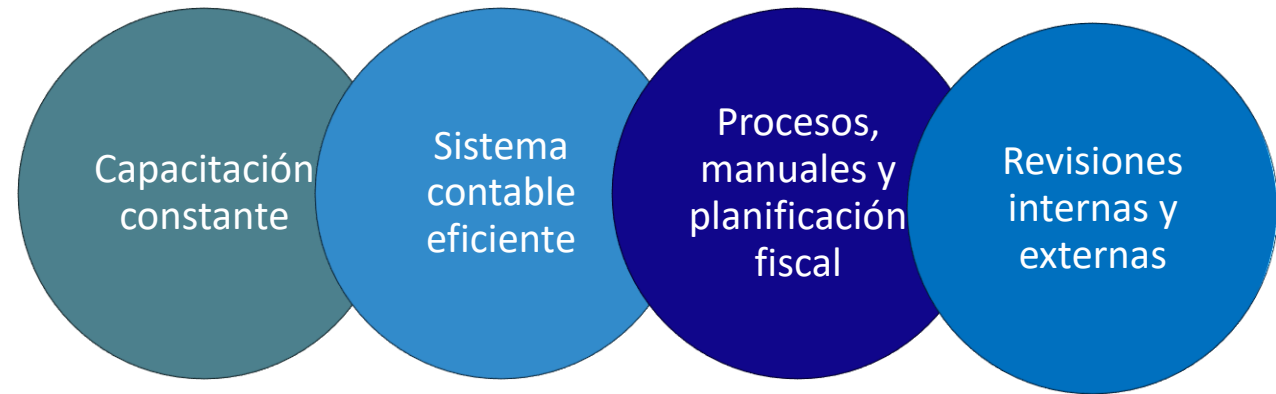 Capacitación
constante
Sistema
contable
eficiente
Procesos,
manuales y
planificación
fiscal
Revisiones
internas y
externas